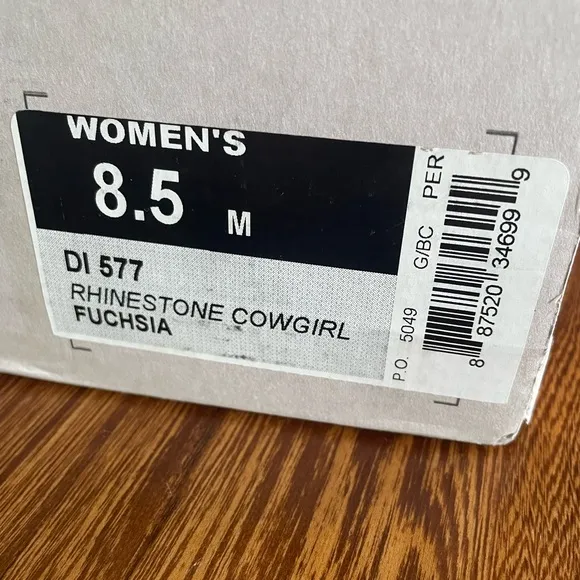 WOMEN'S
8.5 M
DI 577
RHINESTONE COWGIRL
FUCHSIA
P.O. 5049 G/BC PER
8 87520 34699 9